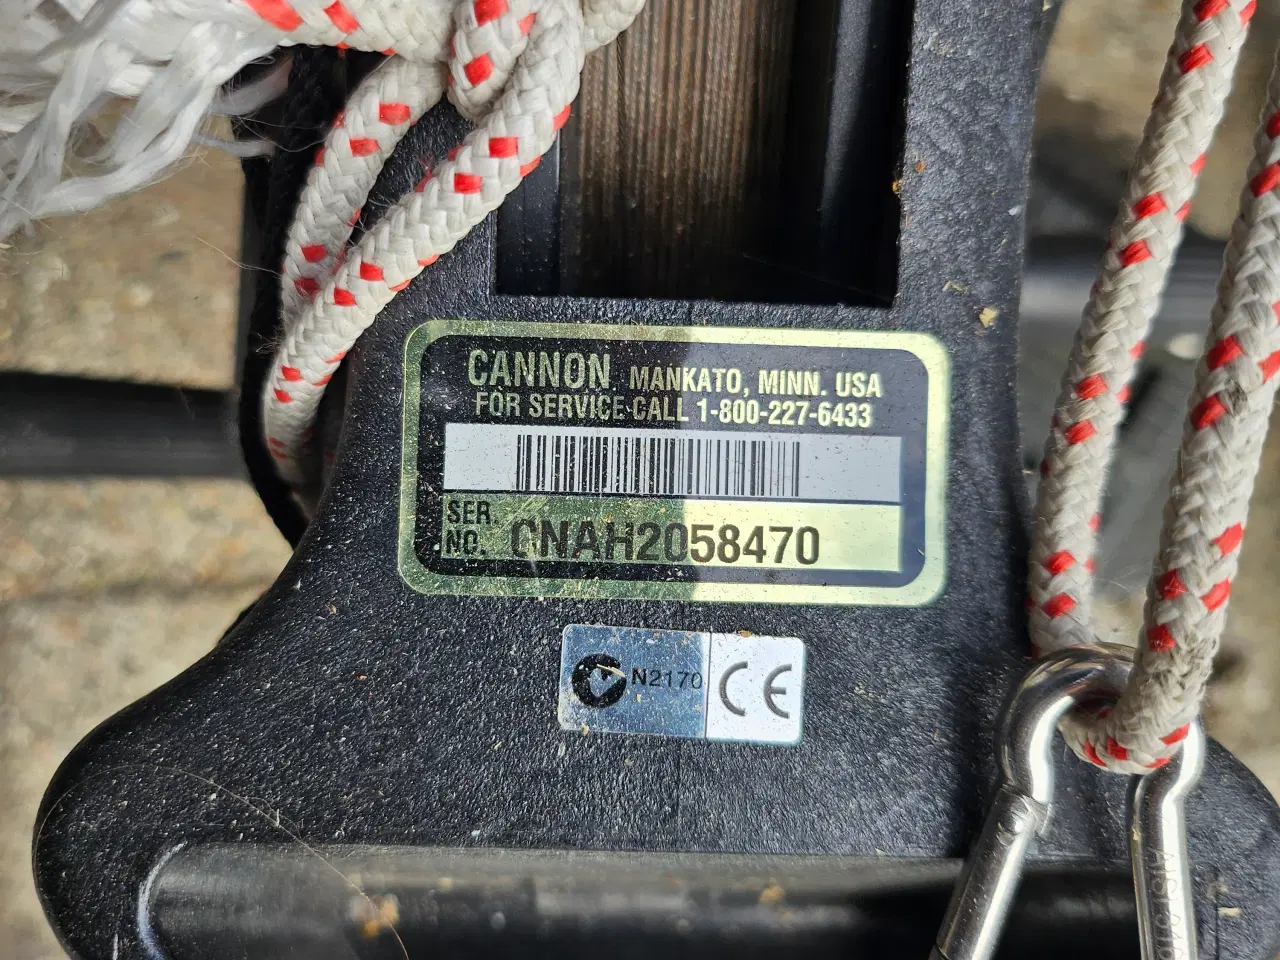 CANNON MANKATO, MINN. USA
FOR SERVICE CALL 1-800-227-6433
SER. NO. CNAH2058470
N2170 CE